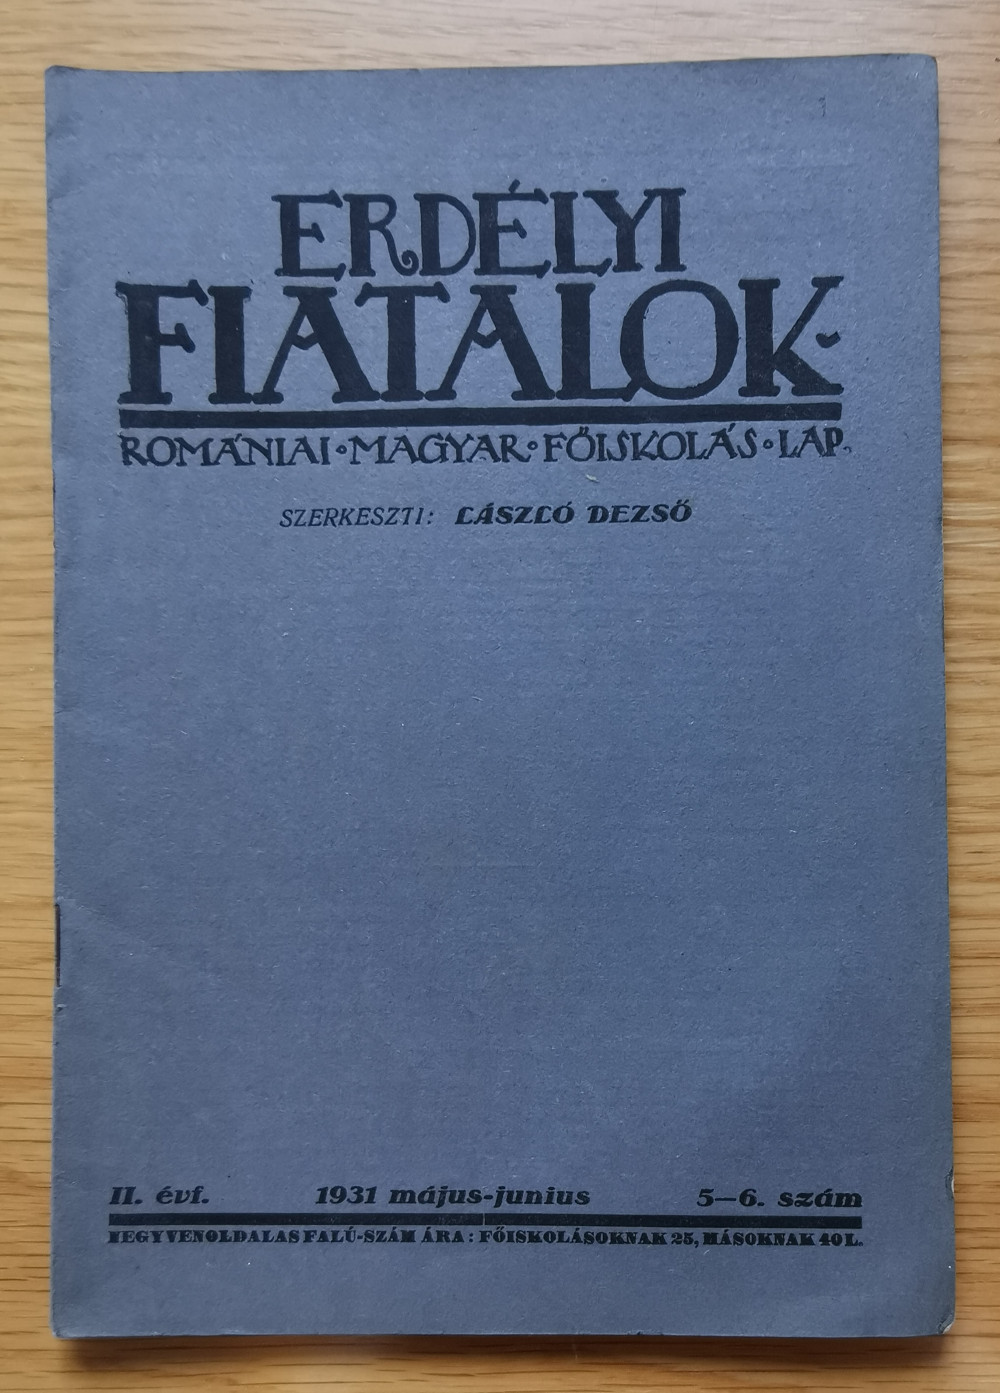 ERDÉLYI
FIATALOK
ROMÁNIAI•MAGYAR•FŐISKOLÁS•LAP.
SZERKESZTI: LÁSZLÓ DEZSŐ
II. évf. 1931 május-junius 5—6. szám
NEGYVENOLDALAS FALÚ-SZÁM ÁRA: FŐISKOLÁSOKNAK 25, MÁSOKNAK 40 L.